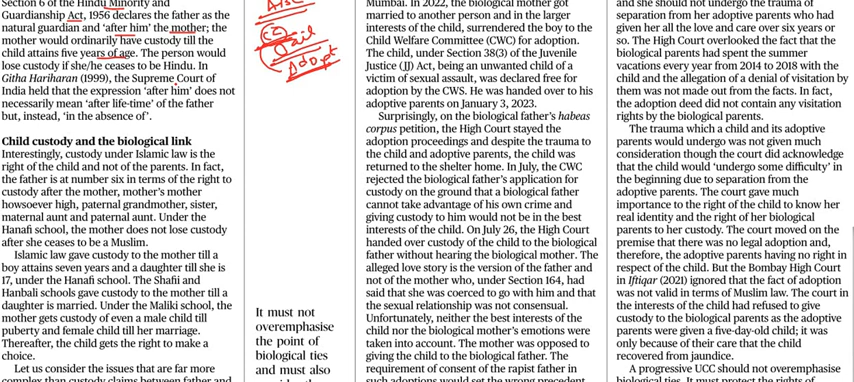 Section 6 of the Hindu Minority and
Guardianship Act, 1956 declares the father as the
natural guardian and ‘after him’ the mother; the
mother would ordinarily have custody till the
child attains five years of age. The person would
lose custody if she/he ceases to be Hindu. In
Githa Hariharan (1999), the Supreme Court of
India held that the expression ‘after him’ does not
necessarily mean ‘after life-time’ of the father
but, instead, ‘in the absence of’.
Child custody and the biological link
Interestingly, custody under Islamic law is the
right of the child and not of the parents. In fact,
the father is at number six in terms of the right to
custody after the mother, mother’s mother
howsoever high, paternal grandmother, sister,
maternal aunt and paternal aunt. Under the
Hanafi school, the mother does not lose custody
after she ceases to be a Muslim.
Islamic law gave custody to the mother till a
boy attains seven years and a daughter till she is
17, under the Hanafi school. The Shafii and
Hanbali schools gave custody to the mother till a
daughter is married. Under the Maliki school, the
mother gets custody of even a male child till
puberty and female child till her marriage.
Thereafter, the child gets the right to make a
choice.
Let us consider the issues that are far more
complex than custody claims between father and
(2)
Adopt
It must not
overemphasise
the point of
biological ties
and must also
Mumbai. In 2022, the biological mother got
married to another person and in the larger
interests of the child, surrendered the boy to the
Child Welfare Committee (CWC) for adoption.
The child, under Section 38(3) of the Juvenile
Justice (JJ) Act, being an unwanted child of a
victim of sexual assault, was declared free for
adoption by the CWS. He was handed over to his
adoptive parents on January 3, 2023.
Surprisingly, on the biological father’s habeas
corpus petition, the High Court stayed the
adoption proceedings and despite the trauma to
the child and adoptive parents, the child was
returned to the shelter home. In July, the CWC
rejected the biological father’s application for
custody on the ground that a biological father
cannot take advantage of his own crime and
giving custody to him would not be in the best
interests of the child. On July 26, the High Court
handed over custody of the child to the biological
father without hearing the biological mother. The
alleged love story is the version of the father and
not of the mother who, under Section 164, had
said that she was coerced to go with him and that
the sexual relationship was not consensual.
Unfortunately, neither the best interests of the
child nor the biological mother’s emotions were
taken into account. The mother was opposed to
giving the child to the biological father. The
requirement of consent of the rapist father in
such adoptions would set the wrong precedent
and she should not undergo the trauma of
separation from her adoptive parents who had
given her all the love and care over six years or
so. The High Court overlooked the fact that the
biological parents had spent the summer
vacations every year from 2014 to 2018 with the
child and the allegation of a denial of visitation by
them was not made out from the facts. In fact,
the adoption deed did not contain any visitation
rights by the biological parents.
The trauma which a child and its adoptive
parents would undergo was not given much
consideration though the court did acknowledge
that the child would ‘undergo some difficulty’ in
the beginning due to separation from the
adoptive parents. The court gave much
importance to the right of the child to know her
real identity and the right of her biological
parents to her custody. The court moved on the
premise that there was no legal adoption and,
therefore, the adoptive parents having no right in
respect of the child. But the Bombay High Court
in Iftiqar (2021) ignored that the fact of adoption
was not valid in terms of Muslim law. The court in
the interests of the child had refused to give
custody to the biological parents as the adoptive
parents were given a five-day-old child; it was
only because of their care that the child
recovered from jaundice.
A progressive UCC should not overemphasise
biological ties. It must protect the rights of